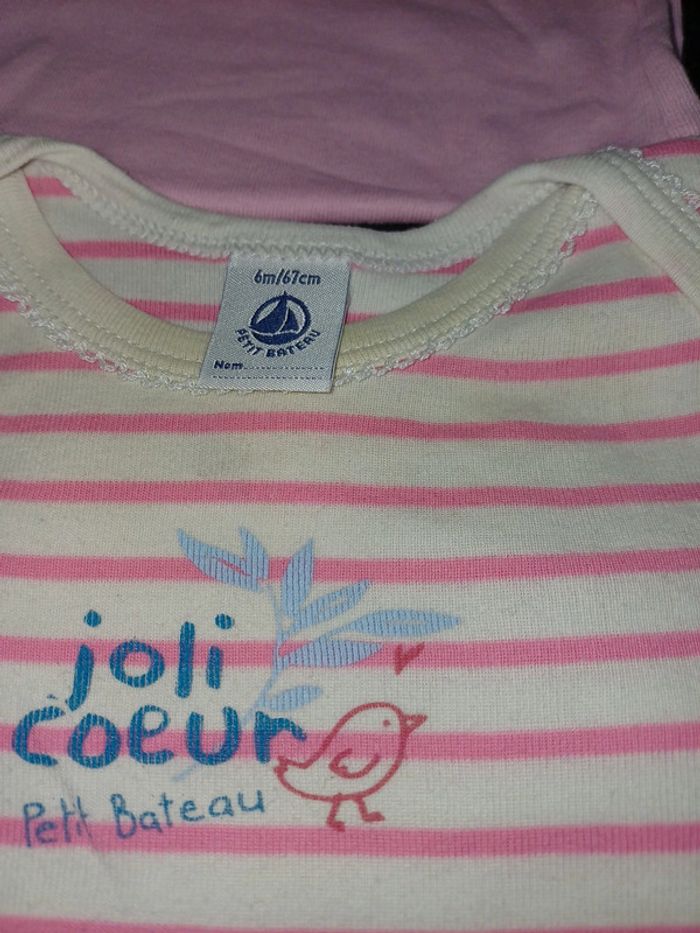 6m/67cm
PETIT BATEAU
Nom
joli
coeur
Petit Bateau